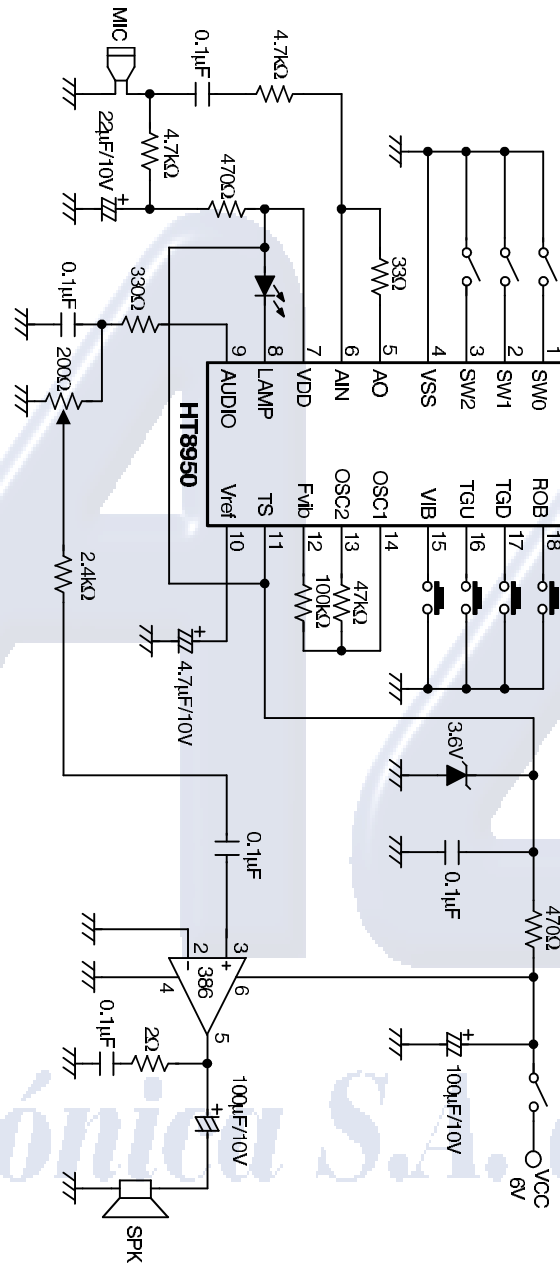 MIC
0.1µF
4.7kΩ
22µF/10V
4.7kΩ
470Ω
33Ω
0.1µF
330Ω
200Ω
9
8
7
6
5
4
3
2
1
AUDIO
LAMP
VDD
AIN
AO
VSS
SW2
SW1
SW0
HT8950
Vref
TS
Fvib
OSC2
OSC1
VIB
TGU
TGD
ROB
10
11
12
13
14
15
16
17
18
2.4kΩ
100kΩ
47kΩ
4.7µF/10V
3.6V
0.1µF
0.1µF
470Ω
2
3
386
4
6
5
0.1µF
2Ω
100µF/10V
100µF/10V
VCC
6V
SPK
ónica S.A.